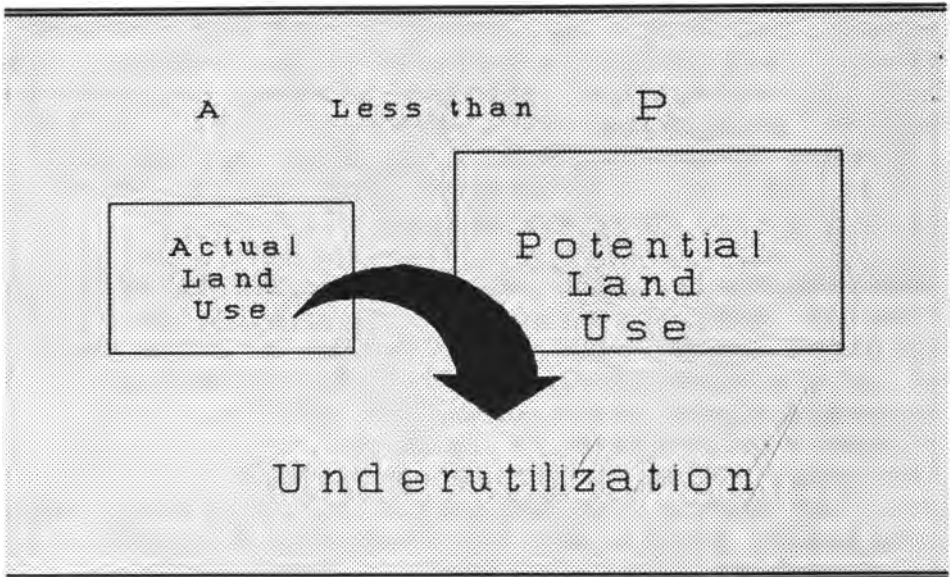 A Less than P
Actual
Land
Use
Potential
Land
Use
Underutilization